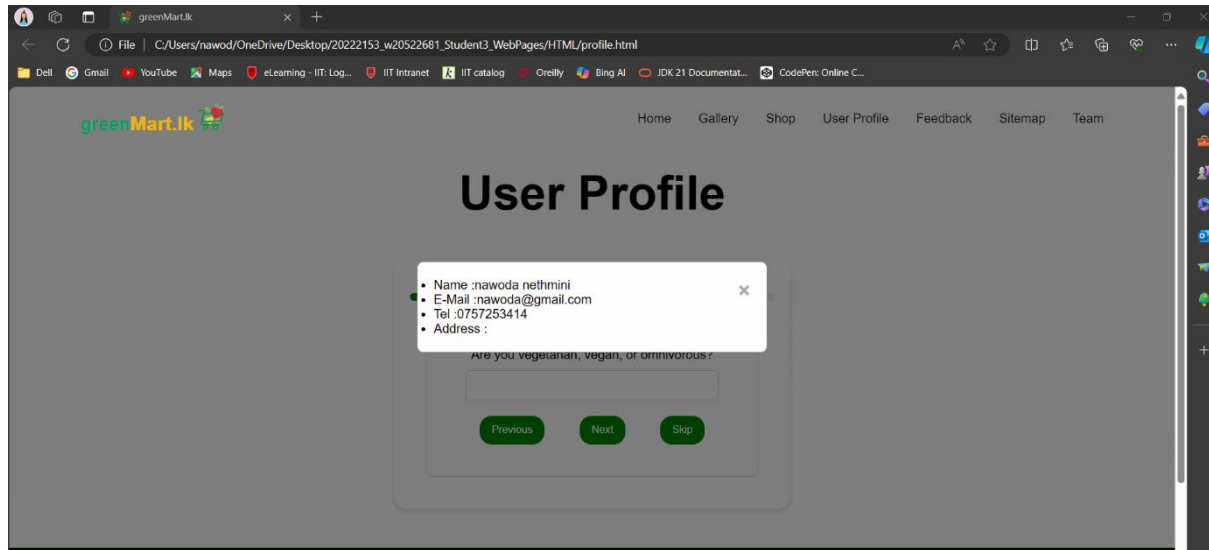 greenMart.lk
File | C:/Users/nawod/OneDrive/Desktop/20222153_w20522681_Student3_WebPages/HTML/profile.html
Dell Gmail YouTube Maps eLearning - IIT: Log... IIT Intranet IIT catalog Oreilly Bing AI JDK 21 Documentat... CodePen: Online C...
greenMart.lk Home Gallery Shop User Profile Feedback Sitemap Team
User Profile
Name :nawoda nethmini
E-Mail :nawoda@gmail.com
Tel :0757253414
Address :
Are you vegetarian, vegan, or omnivorous?
Previous Next Skip